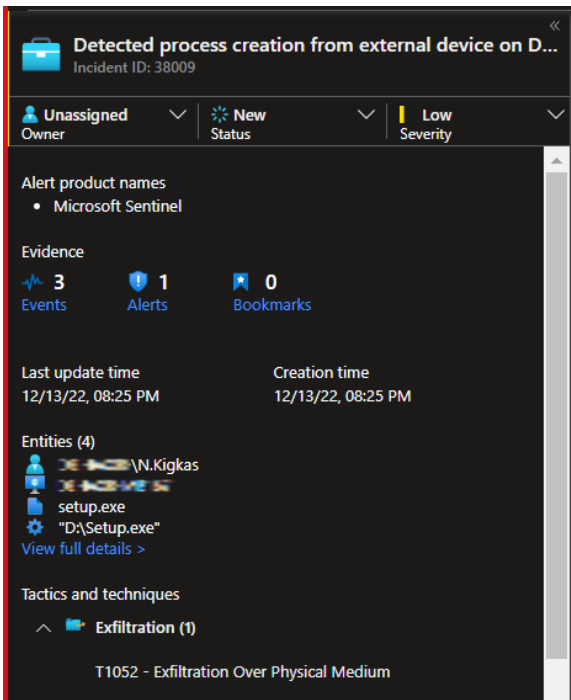 Detected process creation from external device on D...
Incident ID: 38009
Unassigned New Low
Owner Status Severity
Alert product names
• Microsoft Sentinel
Evidence
3 1 0
Events Alerts Bookmarks
Last update time Creation time
12/13/22, 08:25 PM 12/13/22, 08:25 PM
Entities (4)
\N.Kigkas
setup.exe
"D:\Setup.exe"
View full details >
Tactics and techniques
Exfiltration (1)
T1052 - Exfiltration Over Physical Medium